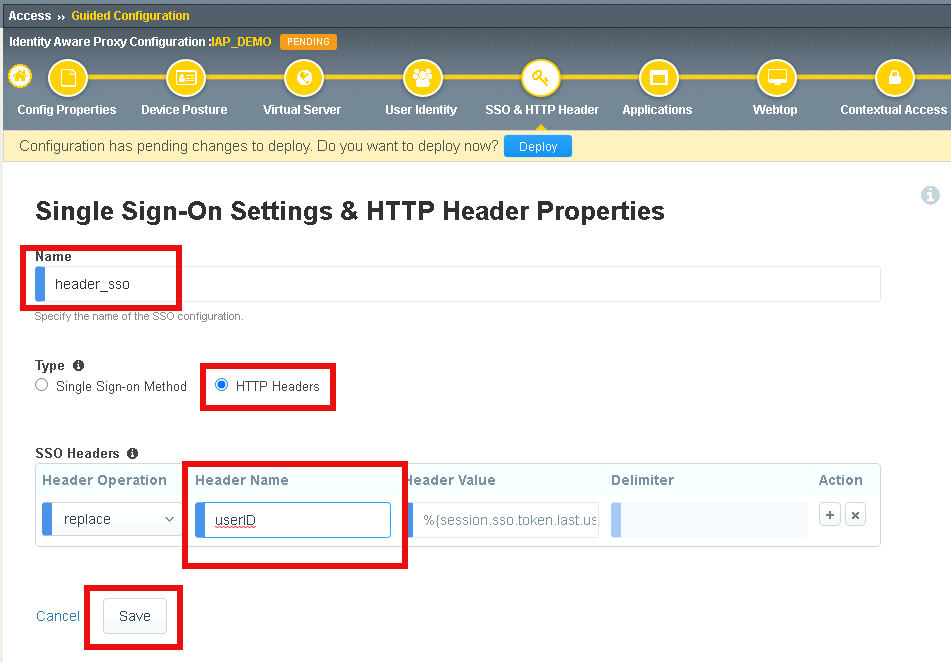 Access » Guided Configuration
Identity Aware Proxy Configuration :IAP_DEMO PENDING
Config Properties Device Posture Virtual Server User Identity SSO & HTTP Header Applications Webtop Contextual Access
Configuration has pending changes to deploy. Do you want to deploy now? Deploy
Single Sign-On Settings & HTTP Header Properties
Name
header_sso
Specify the name of the SSO configuration.
Type
Single Sign-on Method HTTP Headers
SSO Headers
Header Operation Header Name Header Value Delimiter Action
replace userID %{session.sso.token.last.us + ×
Cancel Save